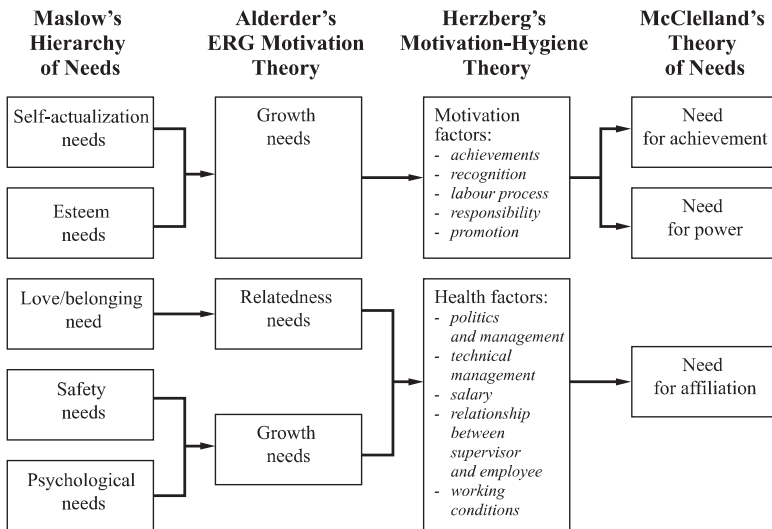 Maslow's
Hierarchy
of Needs
Alderder's
ERG Motivation
Theory
Herzberg's
Motivation-Hygiene
Theory
McClelland's
Theory
of Needs
Self-actualization
needs
Esteem
needs
Love/belonging
need
Safety
needs
Psychological
needs
Growth
needs
Relatedness
needs
Growth
needs
Motivation
factors:
- achievements
- recognition
- labour process
- responsibility
- promotion
Health factors:
- politics
and management
- technical
management
- salary
- relationship
between
supervisor
and employee
- working
conditions
Need
for achievement
Need
for power
Need
for affiliation